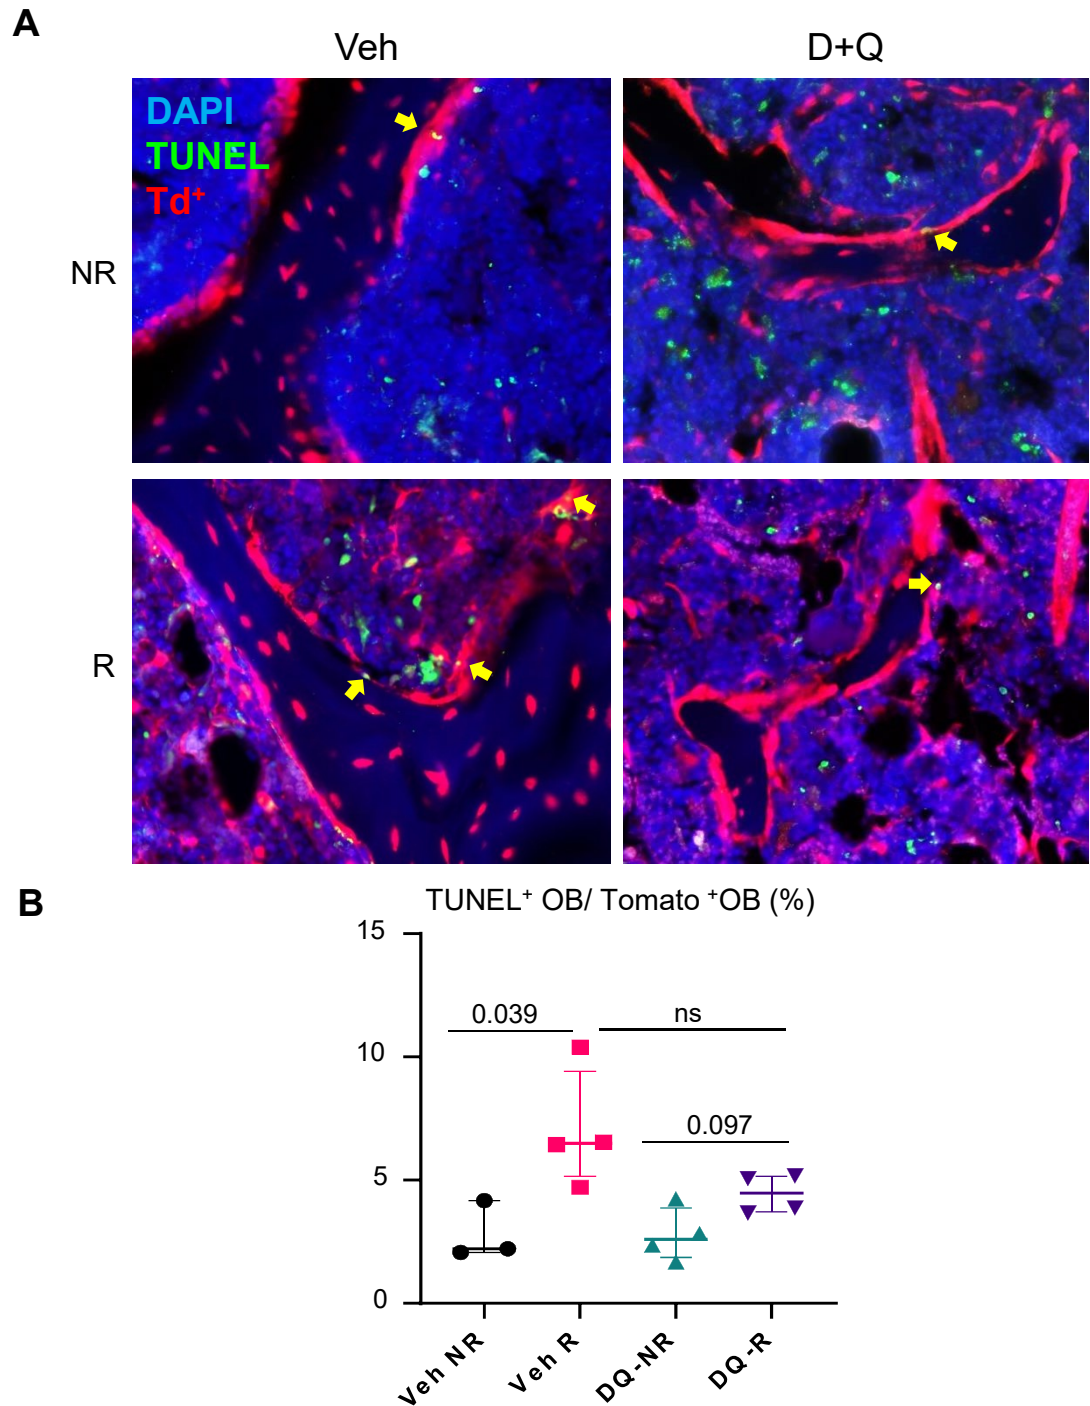 A
Veh
D+Q
DAPI
TUNEL
Td⁺
NR
R
B
TUNEL⁺ OB/ Tomato ⁺OB (%)
15
0.039
ns
10
0.097
5
0
Veh NR
Veh R
DQ-NR
DQ-R